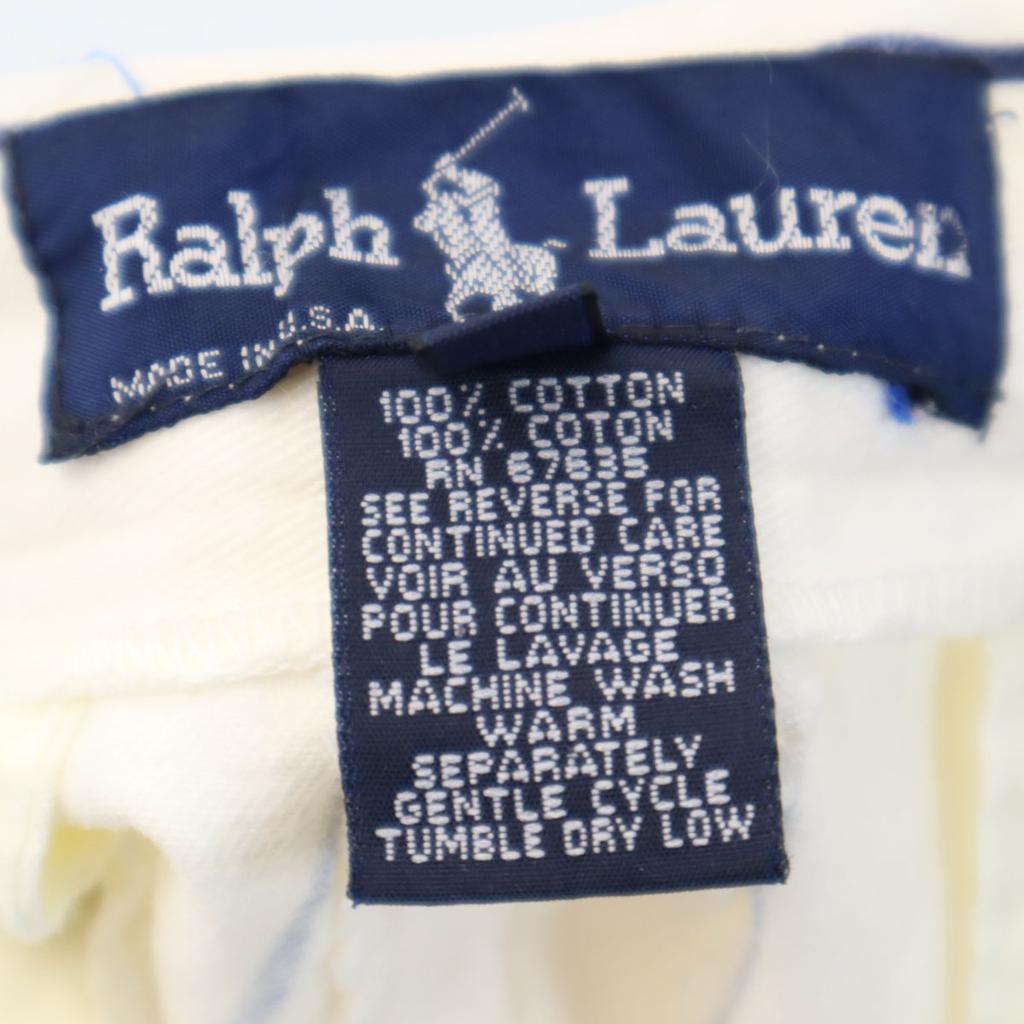 Ralph Lauren
MADE IN U.S.A.
100% COTTON
100% COTON
RN 67635
SEE REVERSE FOR
CONTINUED CARE
VOIR AU VERSO
POUR CONTINUER
LE LAVAGE
MACHINE WASH
WARM
SEPARATELY
GENTLE CYCLE
TUMBLE DRY LOW